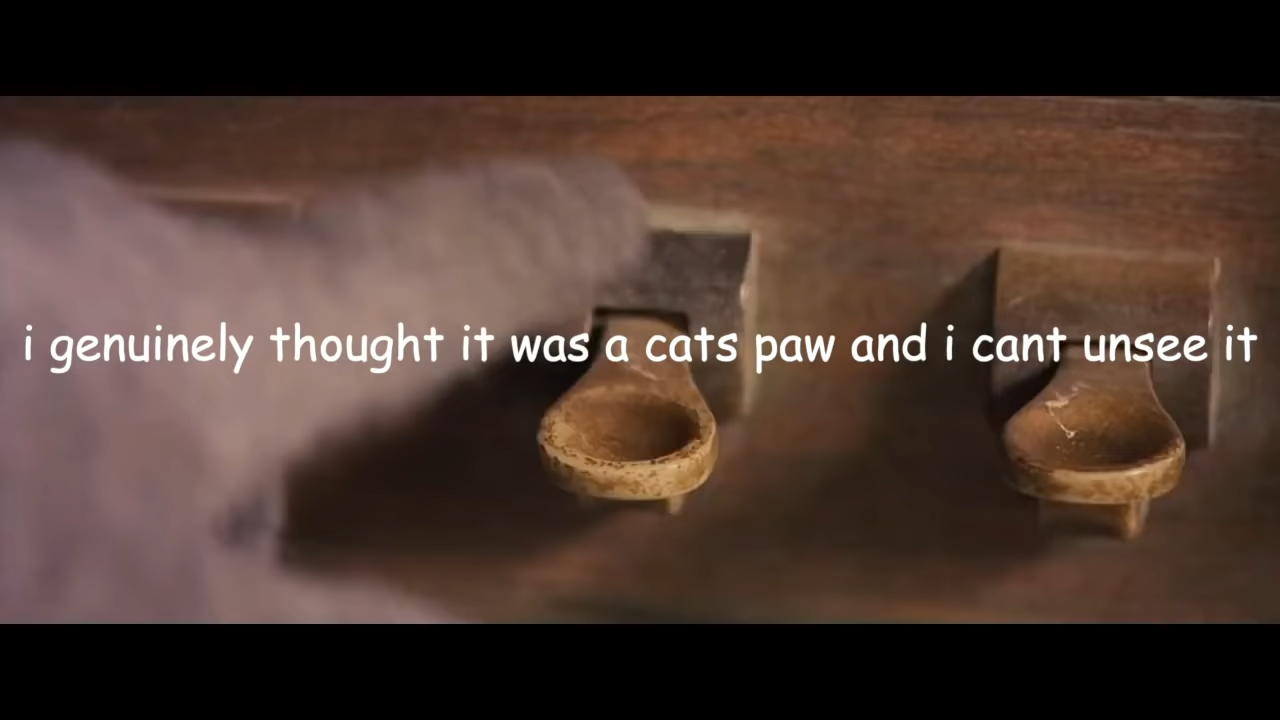 i genuinely thought it was a cats paw and i cant unsee it